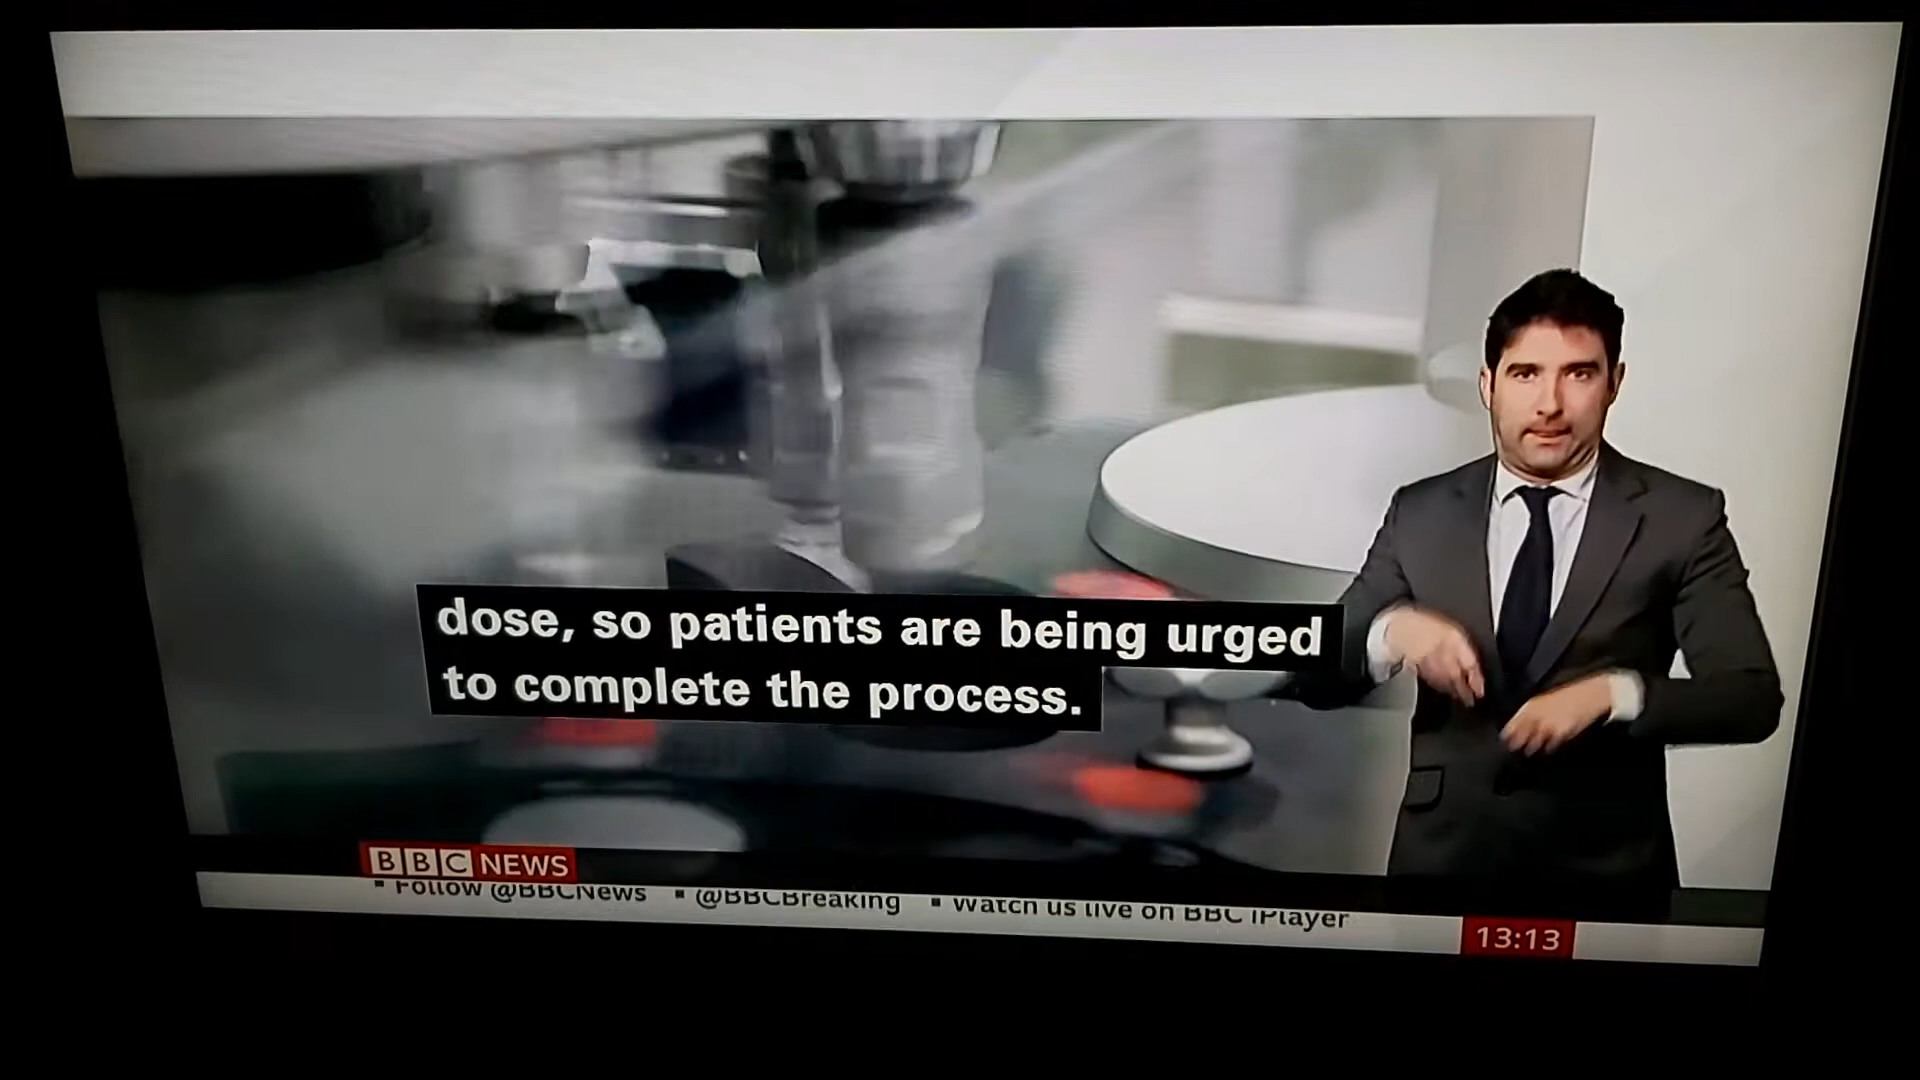 dose, so patients are being urged
to complete the process.
BBC NEWS
▪ Follow @BBCNews ▪ @BBCBreaking ▪ Watch us live on BBC iPlayer
13:13